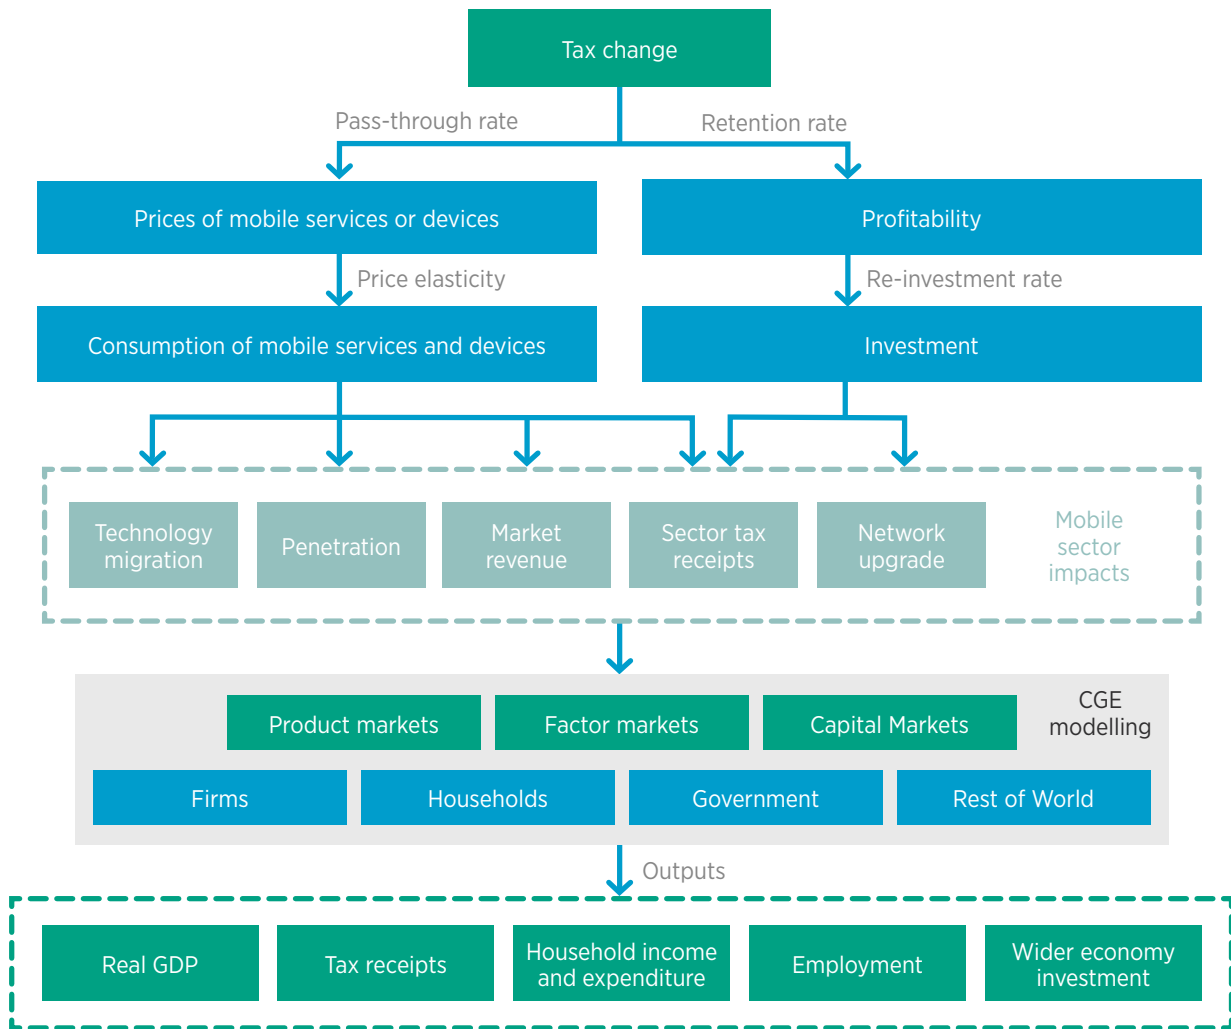 Tax change
Pass-through rate
Retention rate
Prices of mobile services or devices
Profitability
Price elasticity
Re-investment rate
Consumption of mobile services and devices
Investment
Technology
migration
Penetration
Market
revenue
Sector tax
receipts
Network
upgrade
Mobile
sector
impacts
Product markets
Factor markets
Capital Markets
CGE
modelling
Firms
Households
Government
Rest of World
Outputs
Real GDP
Tax receipts
Household income
and expenditure
Employment
Wider economy
investment